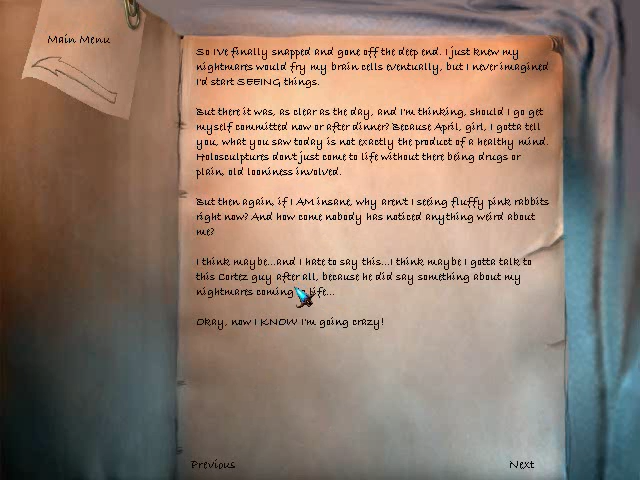 Main Menu
So I've finally snapped and gone off the deep end. I just knew my
nightmares would fry my brain cells eventually, but I never imagined
I'd start SEEING things.
But there it was, as clear as the day, and I'm thinking, should I go get
myself committed now or after dinner? Because April, girl, I gotta tell
you, what you saw today is not exactly the product of a healthy mind.
Holosculptures don't just come to life without there being drugs or
plain, old looniness involved.
But then again, if I AM insane, why aren't I seeing fluffy pink rabbits
right now? And how come nobody has noticed anything weird about
me?
I think maybe...and I hate to say this...I think maybe I gotta talk to
this Cortez guy after all, because he did say something about my
nightmares coming life...
Okay, now I KNOW I'm going crazy!
Previous
Next